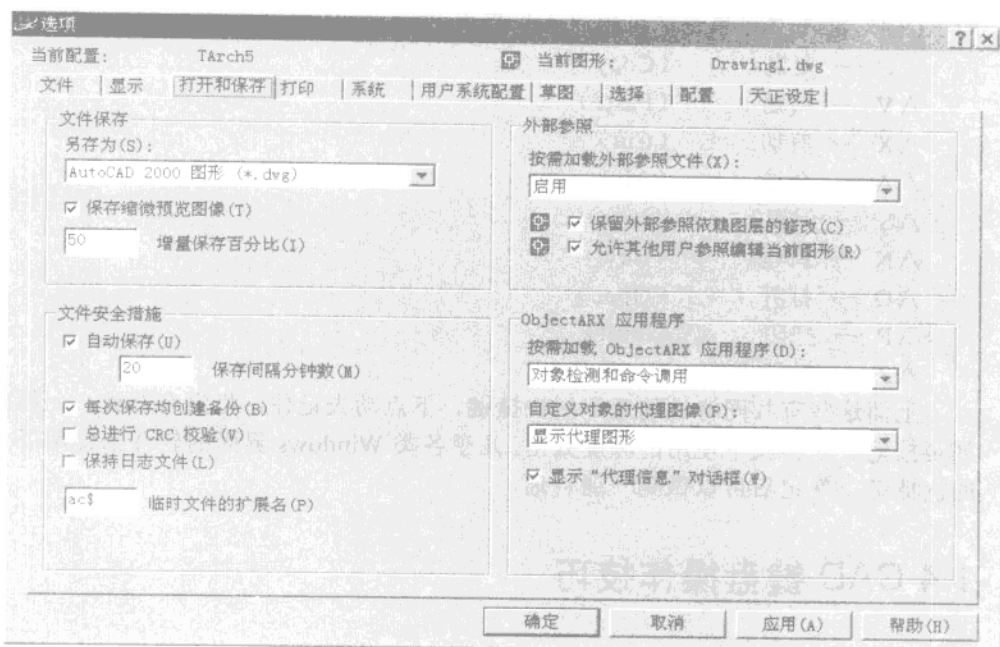 选项
当前配置: TArch5 当前图形: Drawing1.dwg
文件 显示 打开和保存 打印 系统 用户系统配置 草图 选择 配置 天正设定
文件保存
另存为(S):
AutoCAD 2000 图形 (*.dwg)
保存缩微预览图像(T)
50 增量保存百分比(I)
文件安全措施
自动保存(U)
20 保存间隔分钟数(M)
每次保存均创建备份(B)
总进行 CRC 校验(V)
保持日志文件(L)
ac$ 临时文件的扩展名(P)
外部参照
按需加载外部参照文件(X):
启用
保留外部参照依赖图层的修改(C)
允许其他用户参照编辑当前图形(R)
ObjectARX 应用程序
按需加载 ObjectARX 应用程序(D):
对象检测和命令调用
自定义对象的代理图像(P):
显示代理图形
显示“代理信息”对话框(W)
确定 取消 应用(A) 帮助(H)